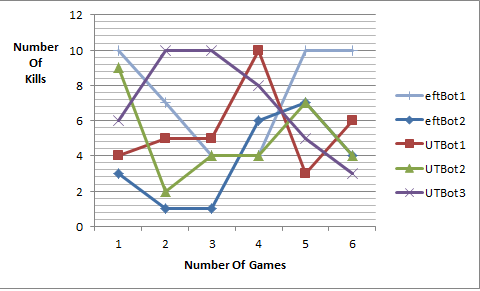 Number
Of
Kills
12
10
8
6
4
2
0
1 2 3 4 5 6
Number Of Games
eftBot1
eftBot2
UTBot1
UTBot2
UTBot3